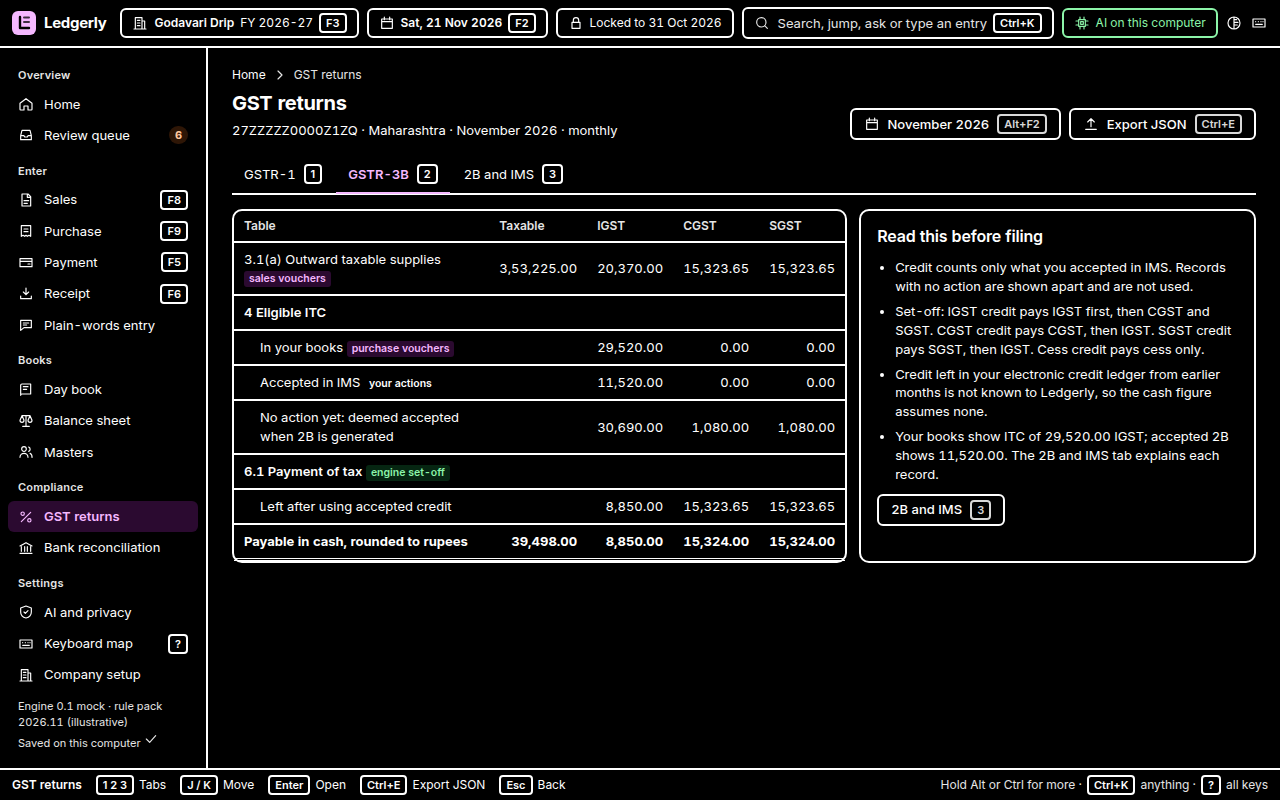 Ledgerly
Godavari Drip FY 2026-27 F3
Sat, 21 Nov 2026 F2
Locked to 31 Oct 2026
Search, jump, ask or type an entry Ctrl+K
AI on this computer
Overview
Home
Review queue 6
Enter
Sales F8
Purchase F9
Payment F5
Receipt F6
Plain-words entry
Books
Day book
Balance sheet
Masters
Compliance
GST returns
Bank reconciliation
Settings
AI and privacy
Keyboard map ?
Company setup
Engine 0.1 mock · rule pack
2026.11 (illustrative)
Saved on this computer
Home GST returns
GST returns
27ZZZZZ0000Z1ZQ · Maharashtra · November 2026 · monthly
November 2026 Alt+F2
Export JSON Ctrl+E
GSTR-1 1 GSTR-3B 2 2B and IMS 3
Table Taxable IGST CGST SGST
3.1(a) Outward taxable supplies
sales vouchers
3,53,225.00 20,370.00 15,323.65 15,323.65
4 Eligible ITC
In your books purchase vouchers 29,520.00 0.00 0.00
Accepted in IMS your actions 11,520.00 0.00 0.00
No action yet: deemed accepted
when 2B is generated
30,690.00 1,080.00 1,080.00
6.1 Payment of tax engine set-off
Left after using accepted credit 8,850.00 15,323.65 15,323.65
Payable in cash, rounded to rupees 39,498.00 8,850.00 15,324.00 15,324.00
Read this before filing
• Credit counts only what you accepted in IMS. Records
with no action are shown apart and are not used.
• Set-off: IGST credit pays IGST first, then CGST and
SGST. CGST credit pays CGST, then IGST. SGST credit
pays SGST, then IGST. Cess credit pays cess only.
• Credit left in your electronic credit ledger from earlier
months is not known to Ledgerly, so the cash figure
assumes none.
• Your books show ITC of 29,520.00 IGST; accepted 2B
shows 11,520.00. The 2B and IMS tab explains each
record.
2B and IMS 3
GST returns 1 2 3 Tabs J / K Move Enter Open Ctrl+E Export JSON Esc Back
Hold Alt or Ctrl for more · Ctrl+K anything · ? all keys